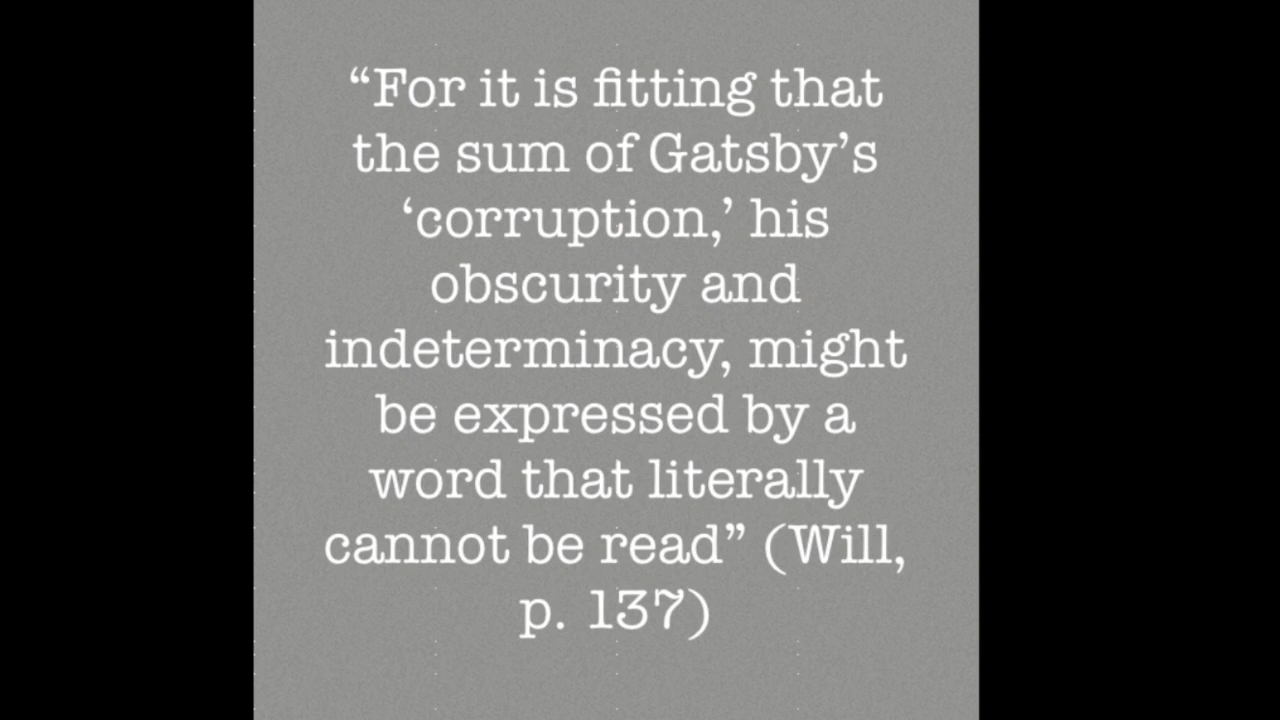 “For it is fitting that
the sum of Gatsby’s
‘corruption,’ his
obscurity and
indeterminacy, might
be expressed by a
word that literally
cannot be read” (Will,
p. 137)